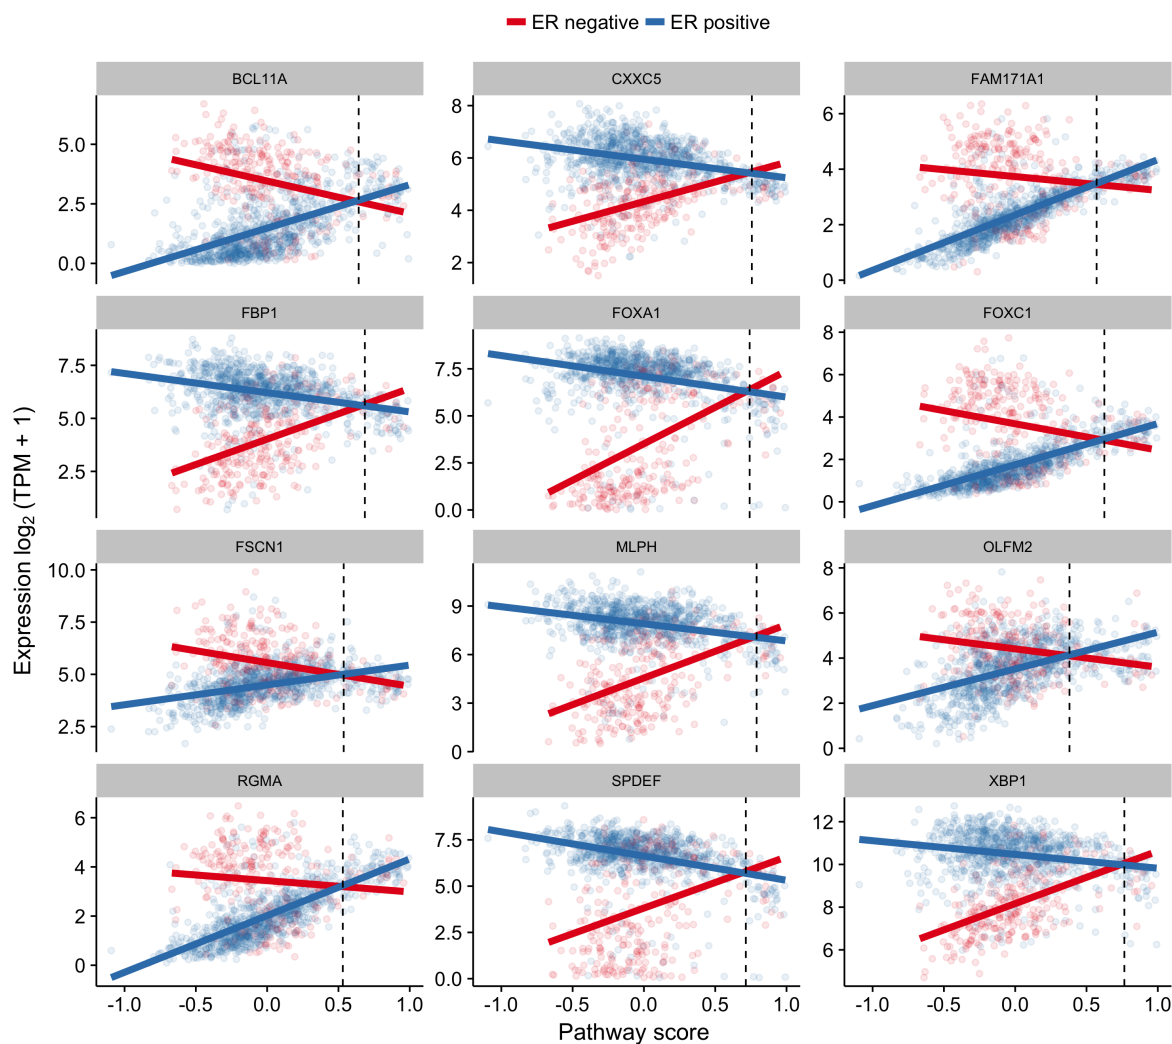 ER negative ER positive
BCL11A CXXC5 FAM171A1
5.0 2.5 0.0
8 6 4 2
6 4 2 0
FBP1 FOXA1 FOXC1
7.5 5.0 2.5
7.5 5.0 2.5 0.0
8 6 4 2 0
Expression log2 (TPM + 1)
FSCN1 MLPH OLFM2
10.0 7.5 5.0 2.5
9 6 3 0
8 6 4 2 0
RGMA SPDEF XBP1
6 4 2 0
7.5 5.0 2.5 0.0
12 10 8 6
-1.0 -0.5 0.0 0.5 1.0 -1.0 -0.5 0.0 0.5 1.0 -1.0 -0.5 0.0 0.5 1.0
Pathway score